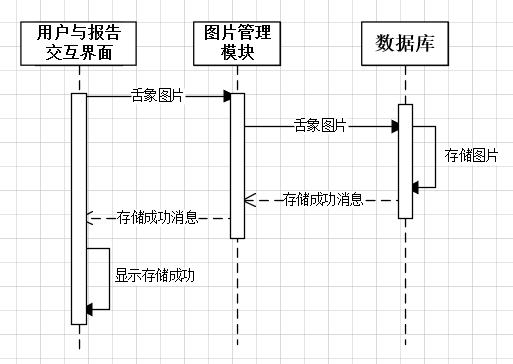 用户与报告
交互界面
图片管理
模块
数据库
舌象图片
舌象图片
存储图片
存储成功消息
存储成功消息
显示存储成功